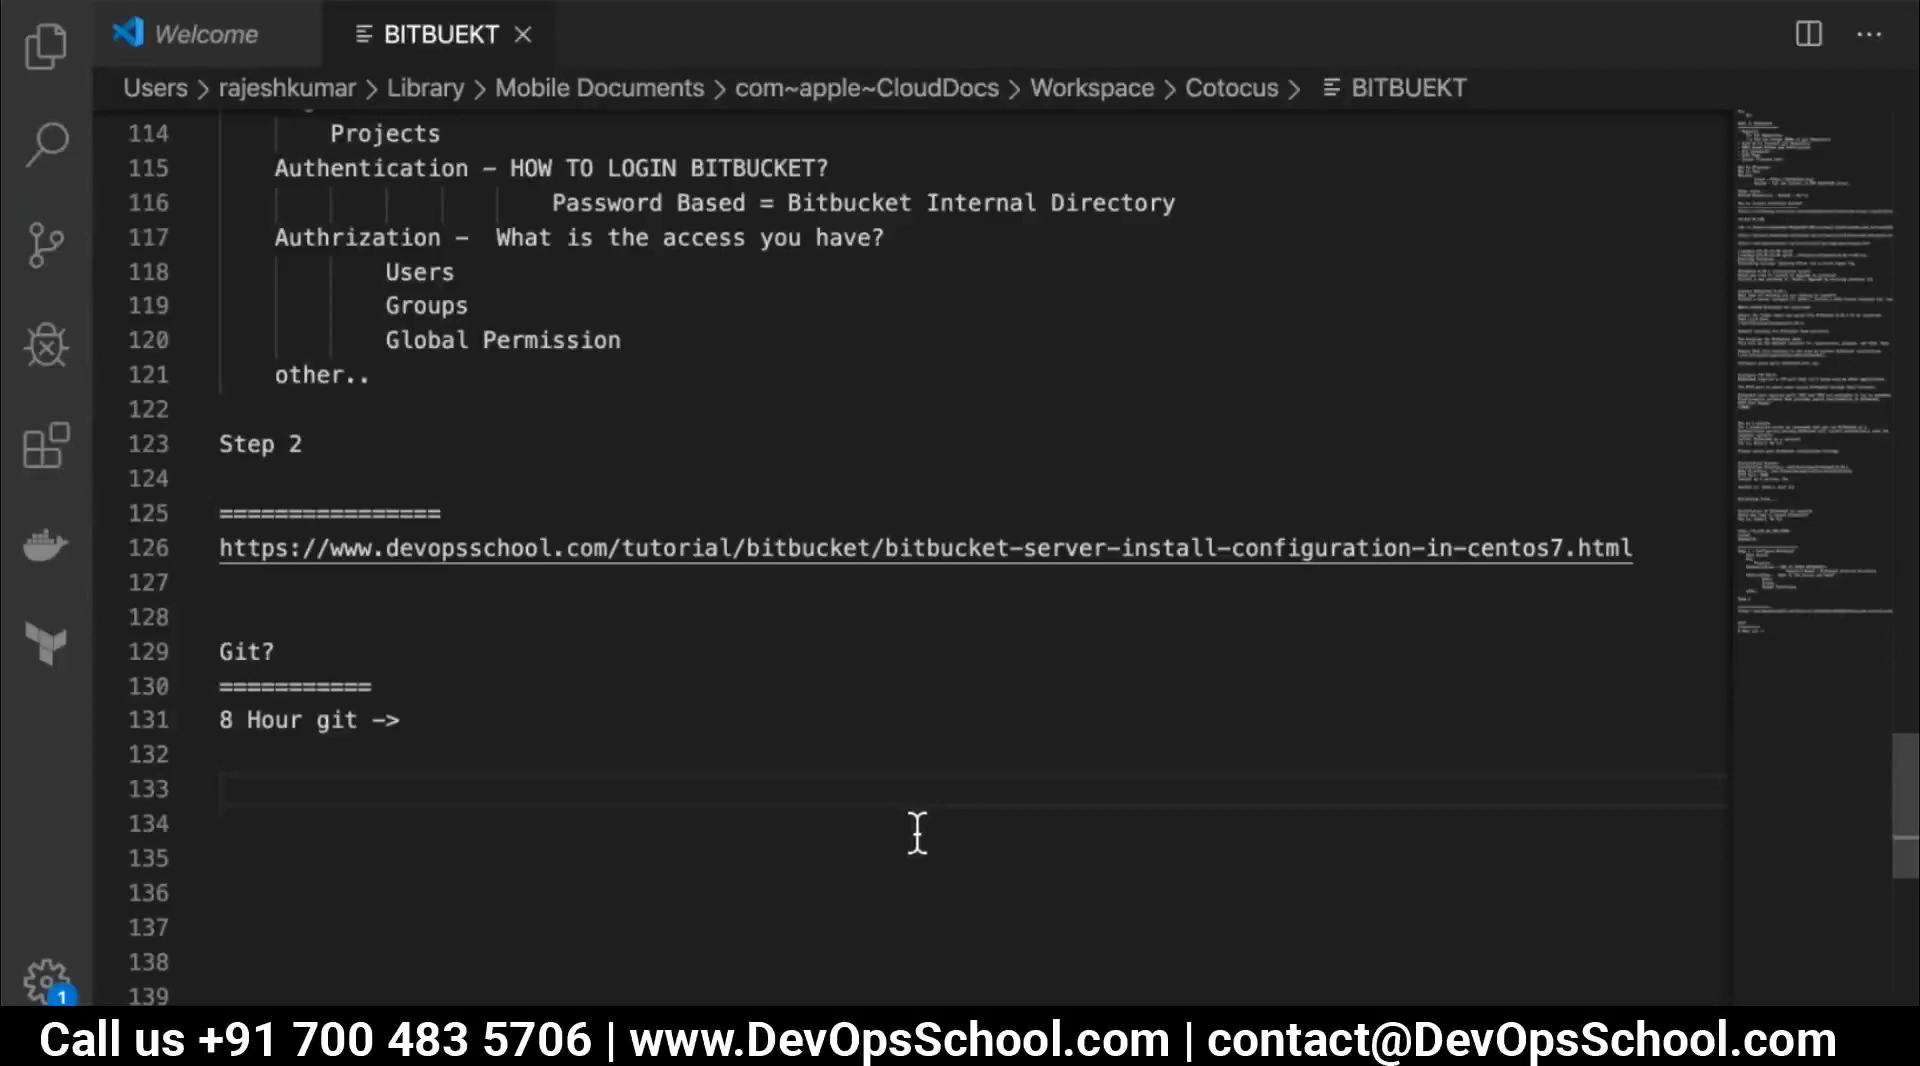 Welcome
BITBUEKT
Users > rajeshkumar > Library > Mobile Documents > com~apple~CloudDocs > Workspace > Cotocus > BITBUEKT
114 Projects
115 Authentication - HOW TO LOGIN BITBUCKET?
116 Password Based = Bitbucket Internal Directory
117 Authrization - What is the access you have?
118 Users
119 Groups
120 Global Permission
121 other..
122
123 Step 2
124
125 ================
126 https://www.devopsschool.com/tutorial/bitbucket/bitbucket-server-install-configuration-in-centos7.html
127
128
129 Git?
130 ===========
131 8 Hour git ->
132
133
134
135
136
137
138
139
1
Call us +91 700 483 5706 | www.DevOpsSchool.com | contact@DevOpsSchool.com